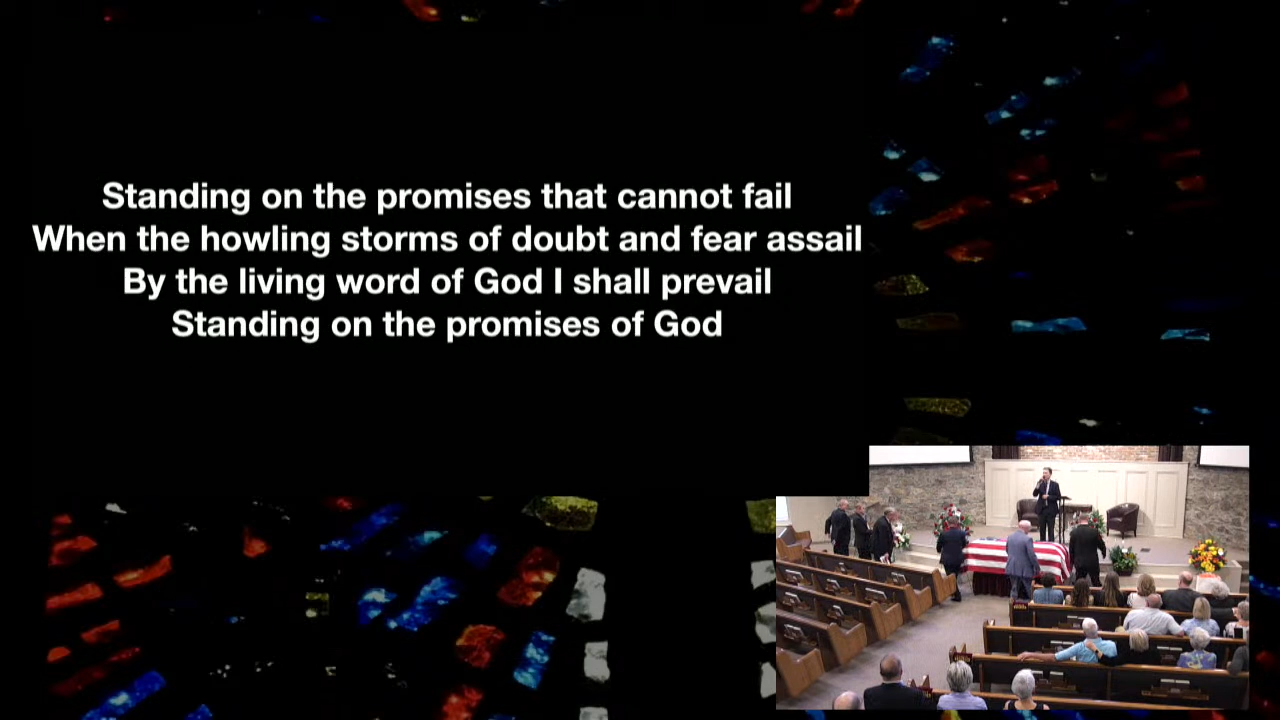 Standing on the promises that cannot fail
When the howling storms of doubt and fear assail
By the living word of God I shall prevail
Standing on the promises of God